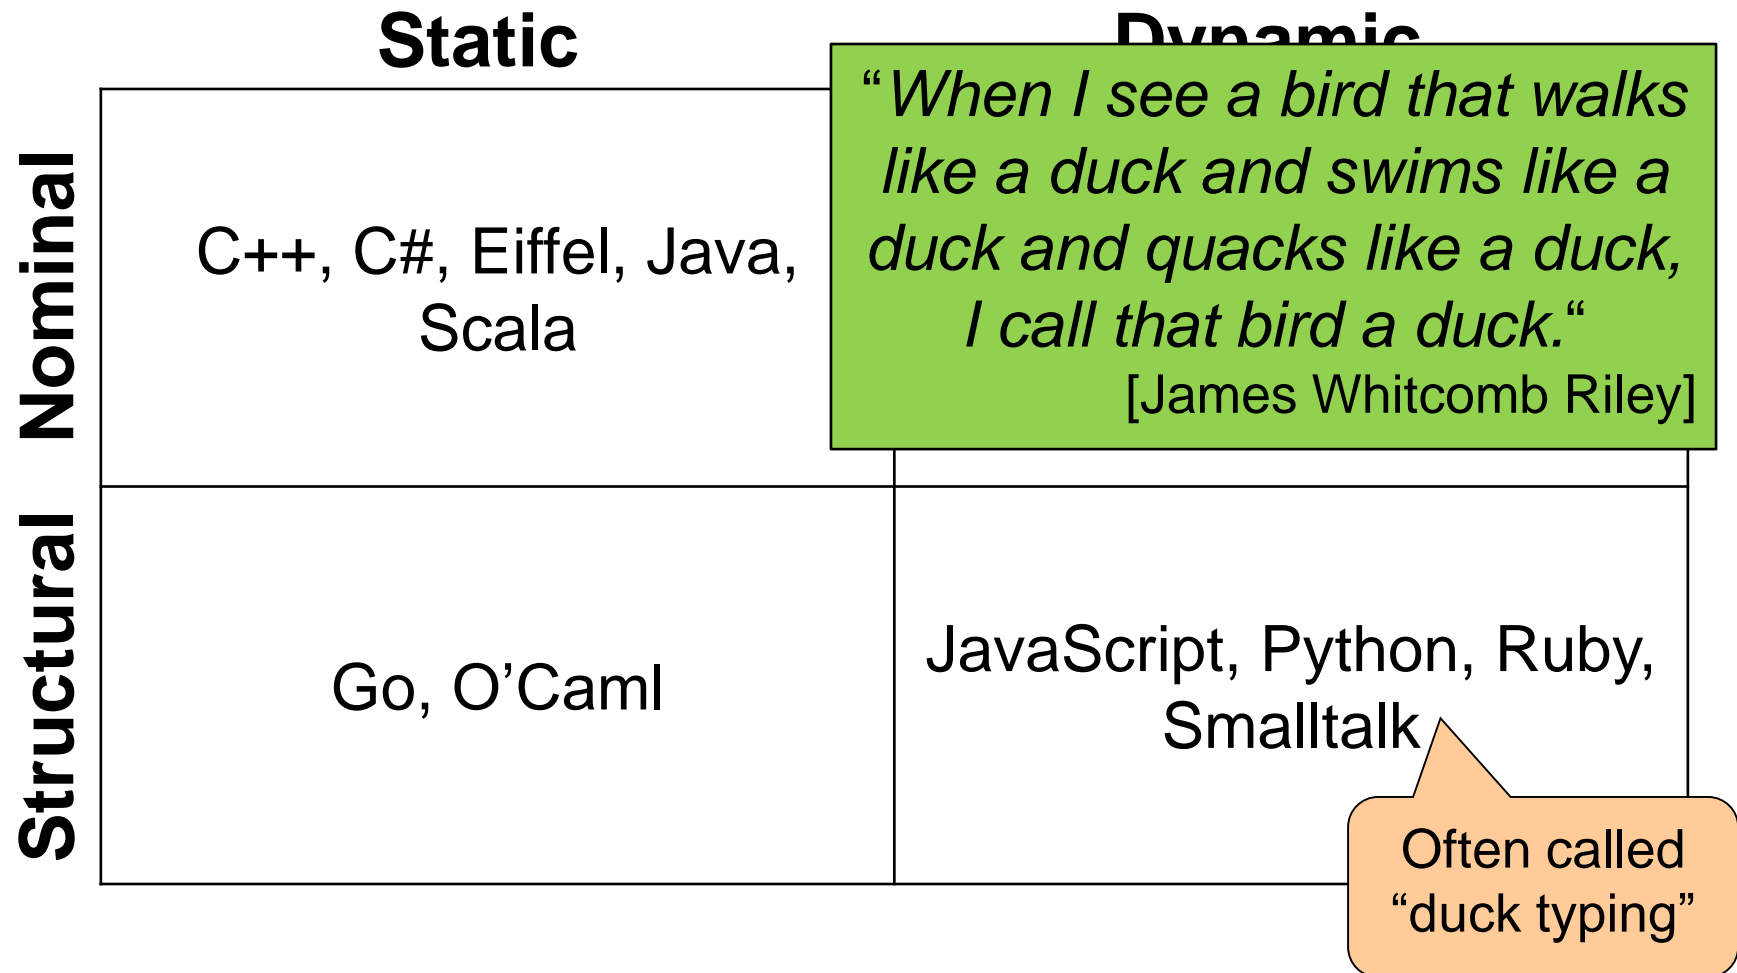 Static
Dynamic
Nominal
C++, C#, Eiffel, Java,
Scala
“When I see a bird that walks
like a duck and swims like a
duck and quacks like a duck,
I call that bird a duck.“
[James Whitcomb Riley]
Structural
Go, O’Caml
JavaScript, Python, Ruby,
Smalltalk
Often called
“duck typing”